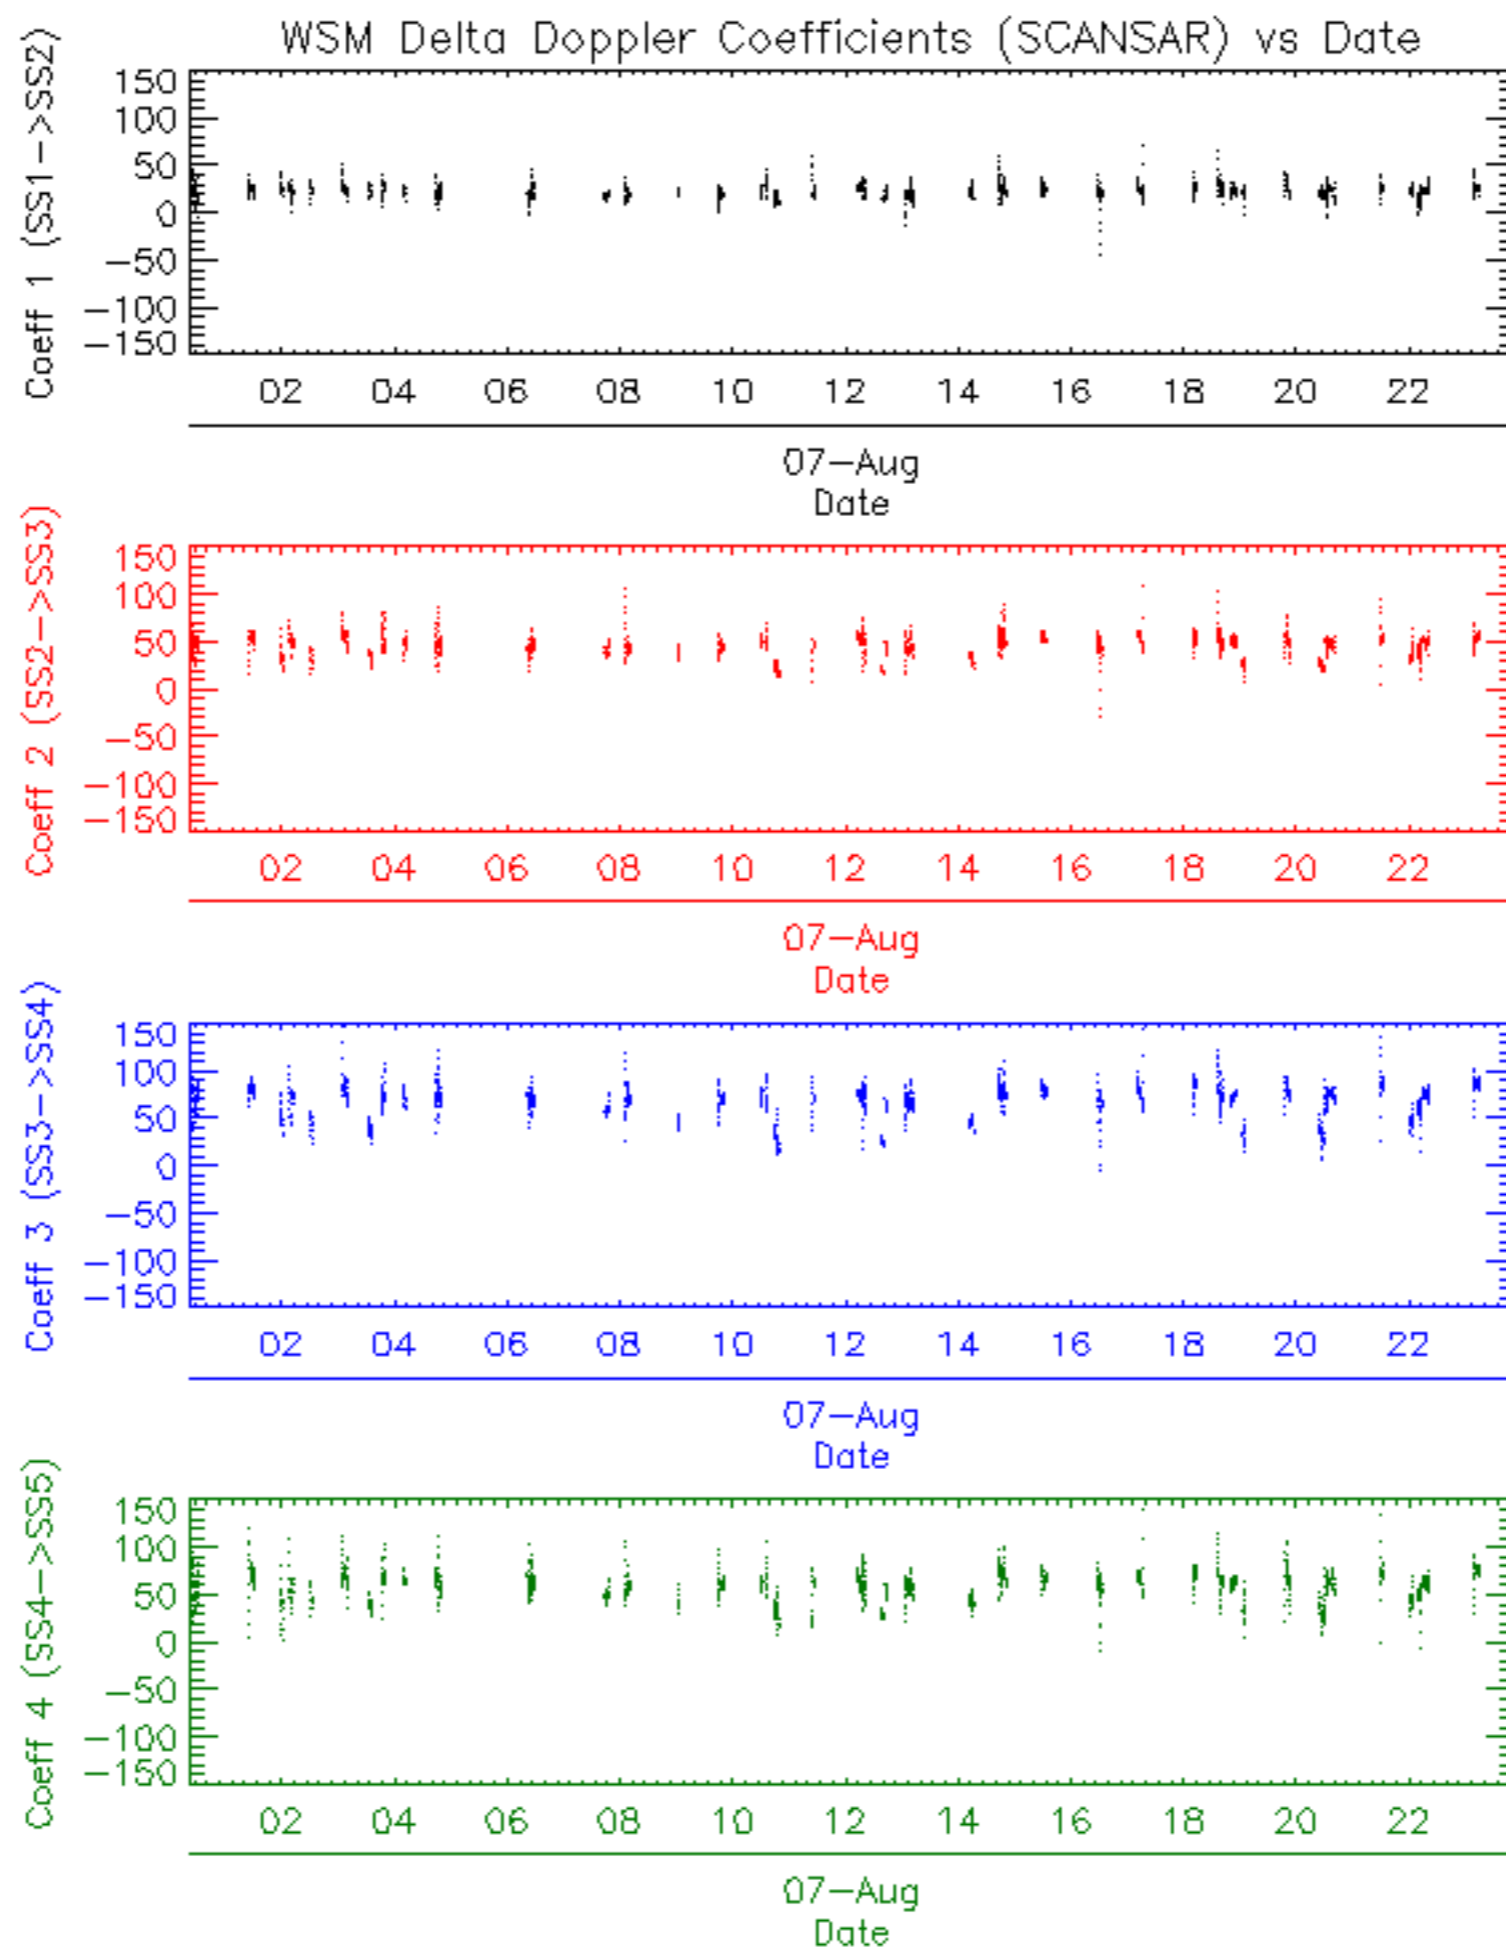 WSM Delta Doppler Coefficients (SCANSAR) vs Date
Coeff 1 (SS1->SS2)
150
100
50
0
-50
-100
-150
02 04 06 08 10 12 14 16 18 20 22
07-Aug
Date
Coeff 2 (SS2->SS3)
150
100
50
0
-50
-100
-150
02 04 06 08 10 12 14 16 18 20 22
07-Aug
Date
Coeff 3 (SS3->SS4)
150
100
50
0
-50
-100
-150
02 04 06 08 10 12 14 16 18 20 22
07-Aug
Date
Coeff 4 (SS4->SS5)
150
100
50
0
-50
-100
-150
02 04 06 08 10 12 14 16 18 20 22
07-Aug
Date